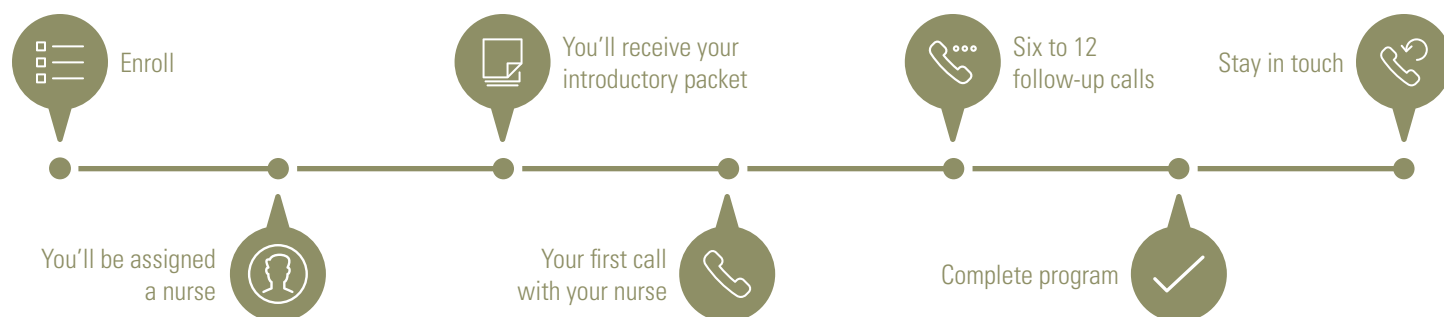 Enroll
You'll be assigned
a nurse
You'll receive your
introductory packet
Your first call
with your nurse
Six to 12
follow-up calls
Complete program
Stay in touch